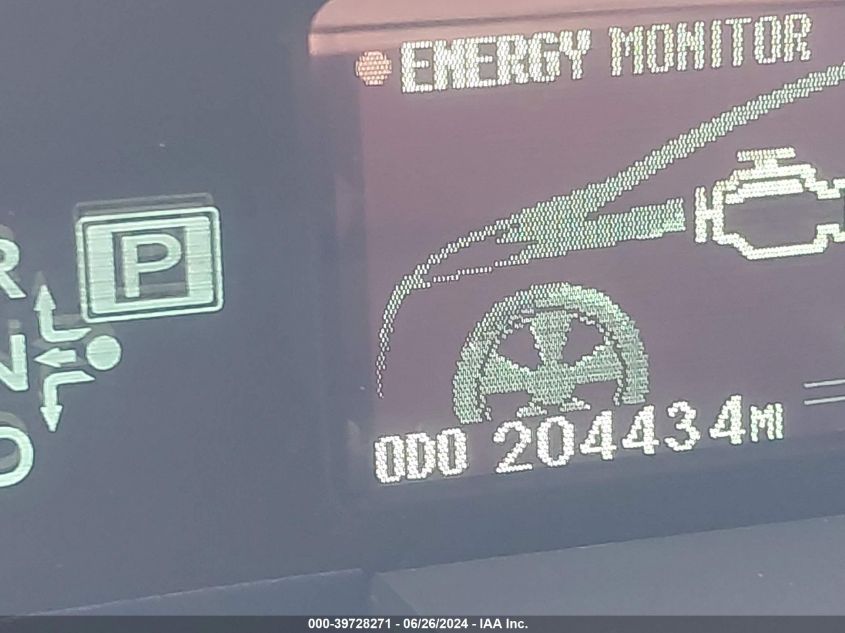 ENERGY MONITOR
P
R
N
D
ODO 204434MI
000-39728271 - 06/26/2024 - IAA Inc.